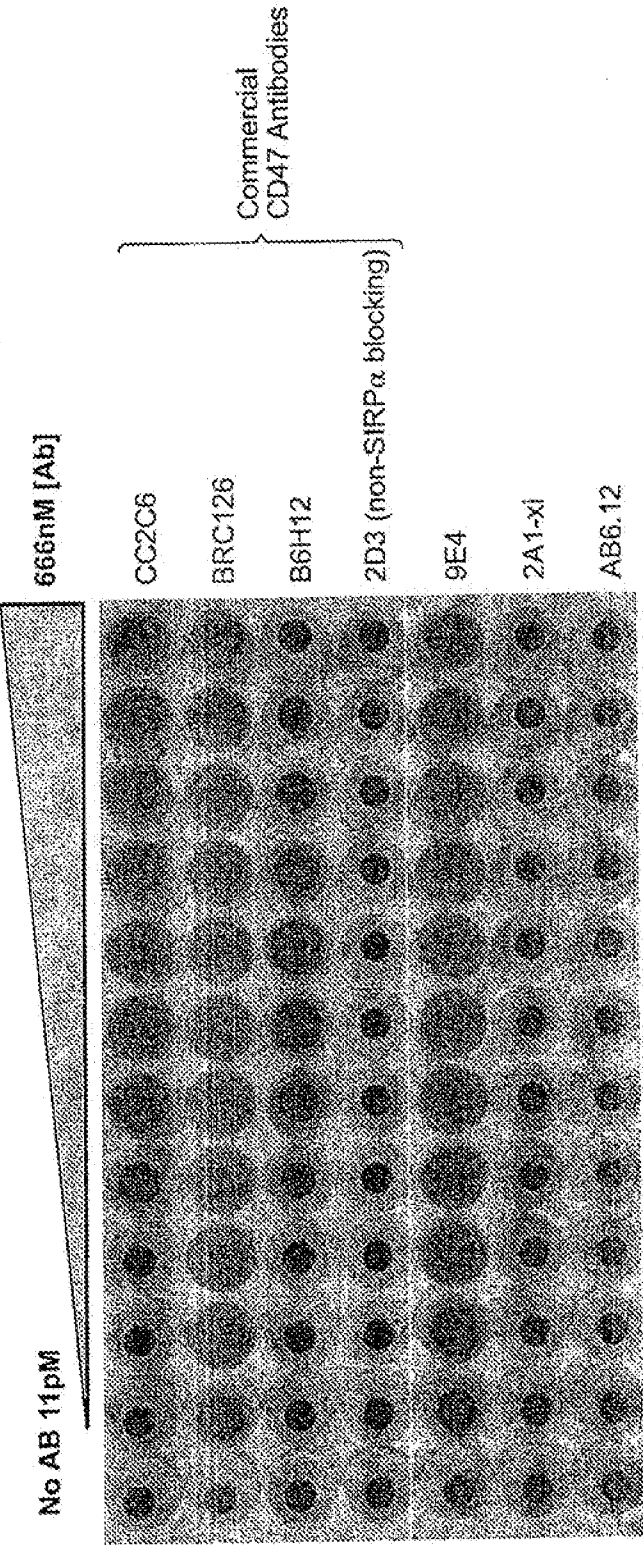 No AB 11pM
666nM [Ab]
CC2C6
BRC126
B6H12
2D3 (non-SIRPα blocking)
Commercial
CD47 Antibodies
9E4
2A1-xi
AB6.12